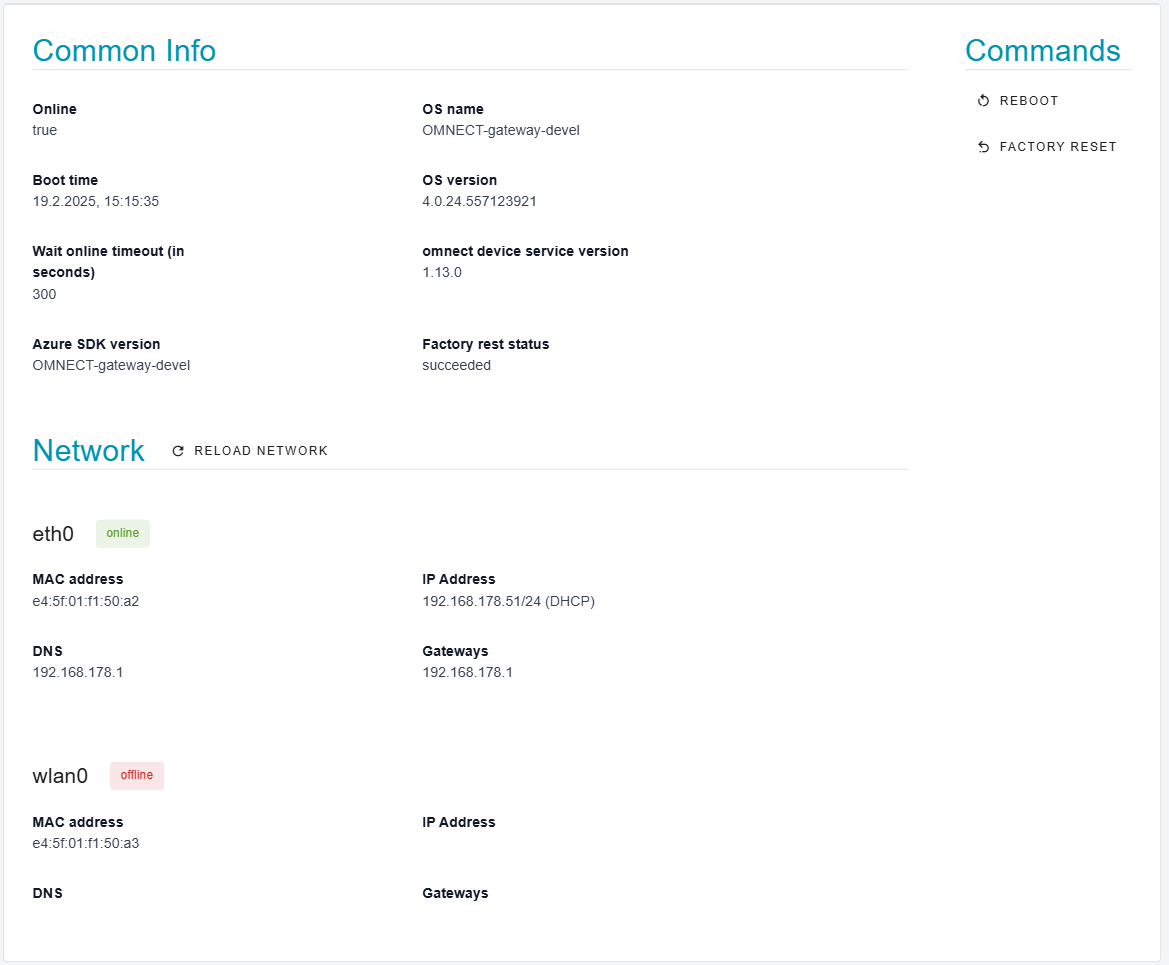 Common Info
Online
true
OS name
OMNECT-gateway-devel
Boot time
19.2.2025, 15:15:35
OS version
4.0.24.557123921
Wait online timeout (in
seconds)
300
omnect device service version
1.13.0
Azure SDK version
OMNECT-gateway-devel
Factory rest status
succeeded
Network
RELOAD NETWORK
eth0
online
MAC address
e4:5f:01:f1:50:a2
IP Address
192.168.178.51/24 (DHCP)
DNS
192.168.178.1
Gateways
192.168.178.1
wlan0
offline
MAC address
e4:5f:01:f1:50:a3
IP Address
DNS
Gateways
Commands
REBOOT
FACTORY RESET